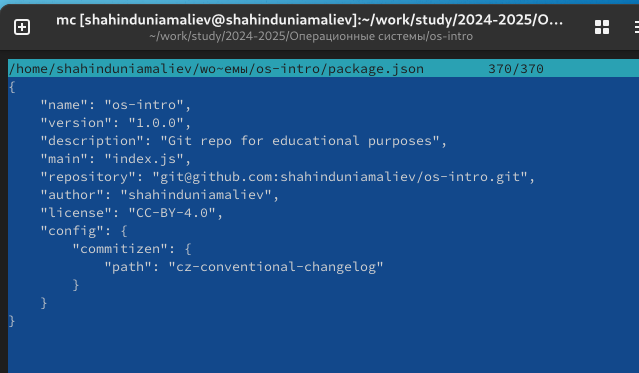 mc [shahinduniamaliev@shahinduniamaliev]:~/work/study/2024-2025/О...
~/work/study/2024-2025/Операционные системы/os-intro
/home/shahinduniamaliev/wo~емы/os-intro/package.json 370/370
{
    "name": "os-intro",
    "version": "1.0.0",
    "description": "Git repo for educational purposes",
    "main": "index.js",
    "repository": "git@github.com:shahinduniamaliev/os-intro.git",
    "author": "shahinduniamaliev",
    "license": "CC-BY-4.0",
    "config": {
        "commitizen": {
            "path": "cz-conventional-changelog"
        }
    }
}